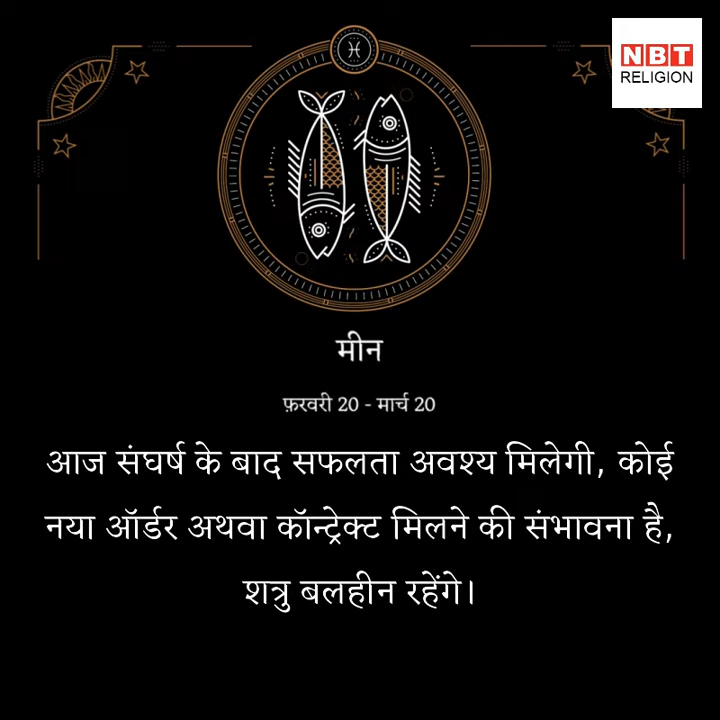 NBT
RELIGION
मीन
फ़रवरी 20 - मार्च 20
आज संघर्ष के बाद सफलता अवश्य मिलेगी, कोई
नया ऑर्डर अथवा कॉन्ट्रेक्ट मिलने की संभावना है,
शत्रु बलहीन रहेंगे।